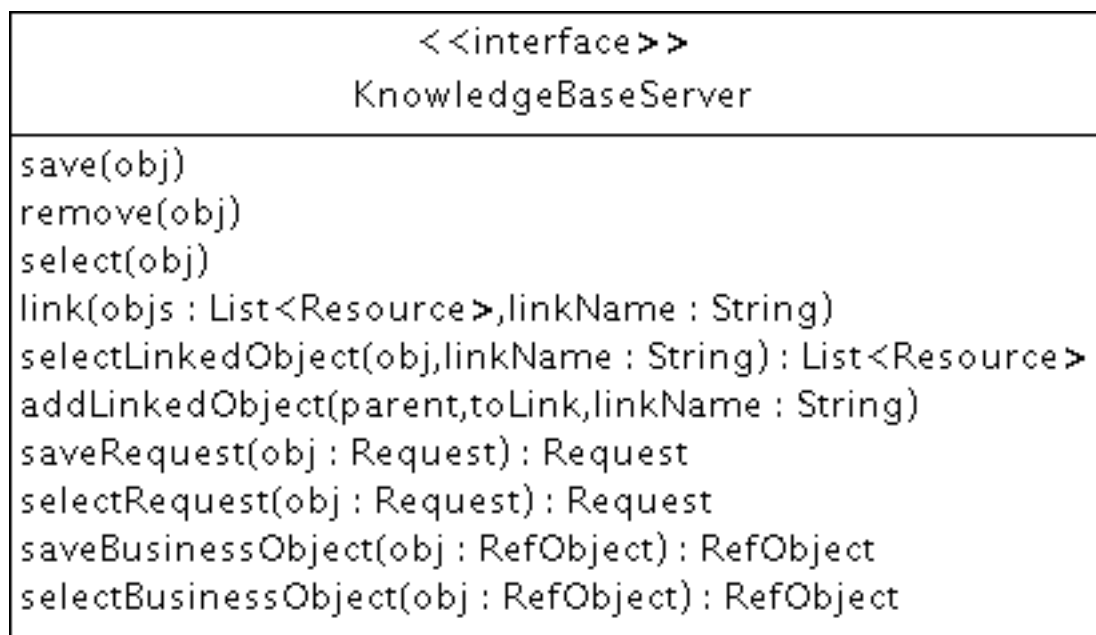 <<interface>>
KnowledgeBaseServer
save(obj)
remove(obj)
select(obj)
link(objs : List<Resource>,linkName : String)
selectLinkedObject(obj,linkName : String) : List<Resource>
addLinkedObject(parent,toLink,linkName : String)
saveRequest(obj : Request) : Request
selectRequest(obj : Request) : Request
saveBusinessObject(obj : RefObject) : RefObject
selectBusinessObject(obj : RefObject) : RefObject